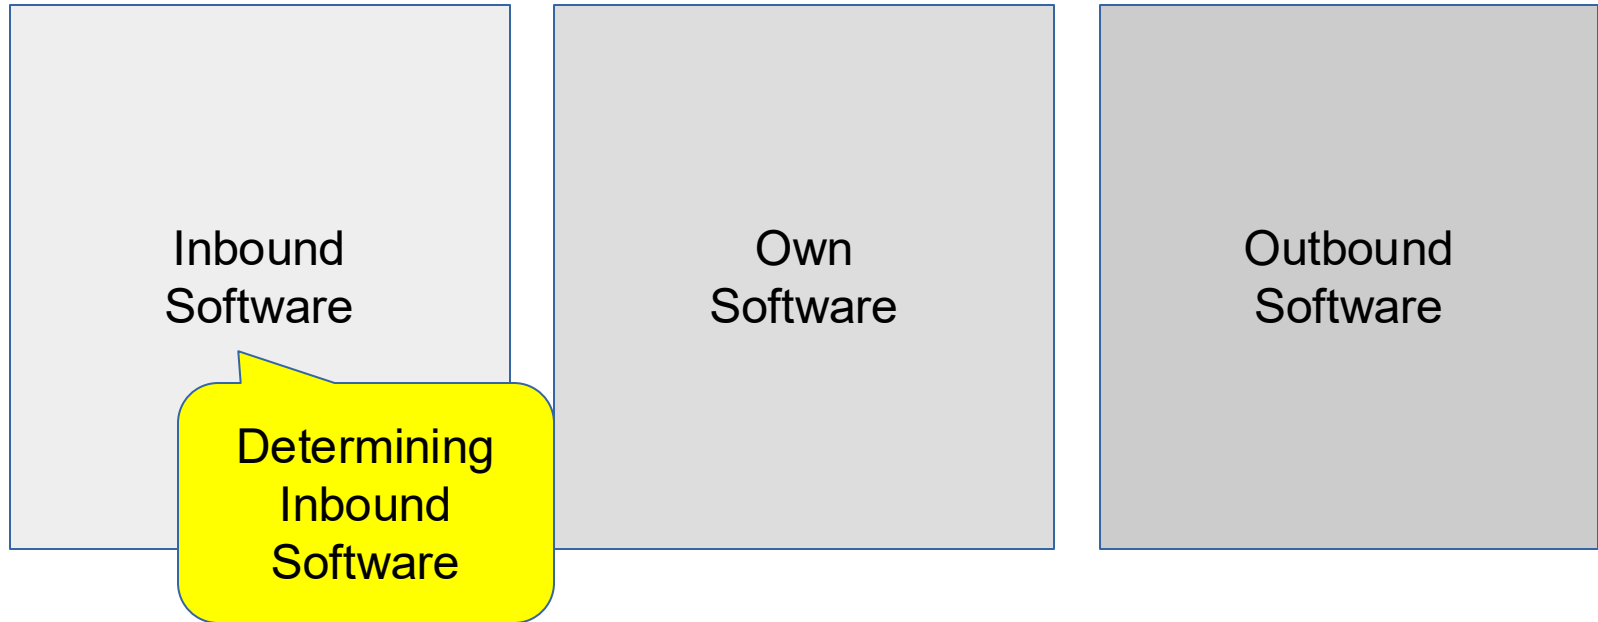 Inbound
Software
Own
Software
Outbound
Software
Determining
Inbound
Software